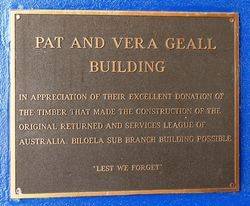 PAT AND VERA GEALL
BUILDING
IN APPRECIATION OF THEIR EXCELLENT DONATION OF
THE TIMBER THAT MADE THE CONSTRUCTION OF THE
ORIGINAL RETURNED AND SERVICES LEAGUE OF
AUSTRALIA. BILOELA SUB BRANCH BUILDING POSSIBLE
"LEST WE FORGET"